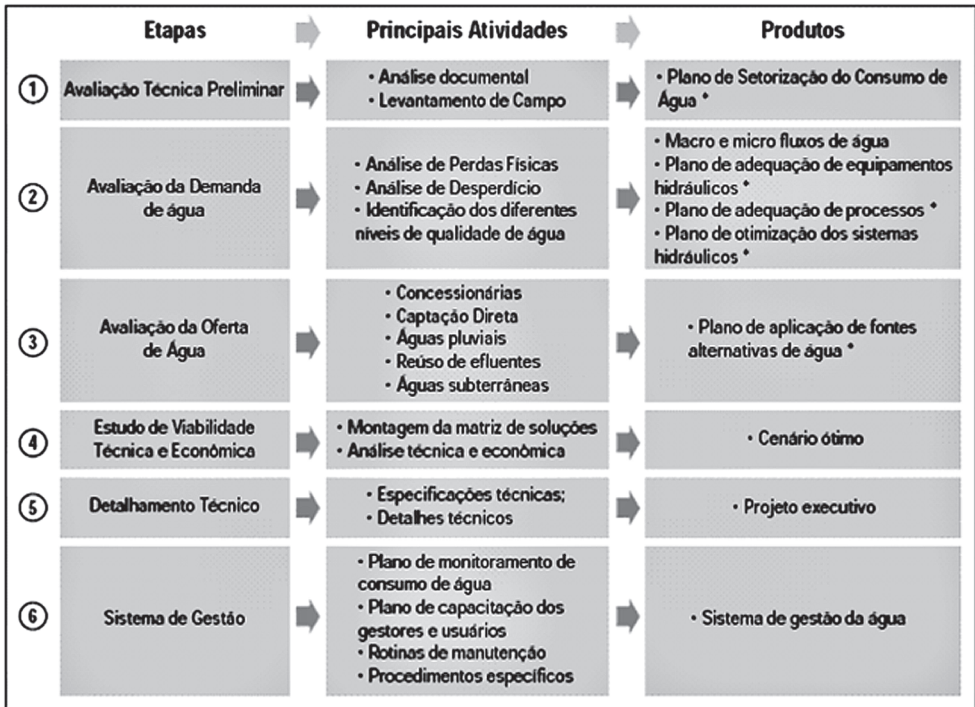 Etapas
Principais Atividades
Produtos
1
Avaliação Técnica Preliminar
• Análise documental
• Levantamento de Campo
• Plano de Setorização do Consumo de
Água *
2
Avaliação da Demanda
de água
• Análise de Perdas Físicas
• Análise de Desperdício
• Identificação dos diferentes
níveis de qualidade de água
• Macro e micro fluxos de água
• Plano de adequação de equipamentos
hidráulicos *
• Plano de adequação de processos *
• Plano de otimização dos sistemas
hidráulicos *
3
Avaliação da Oferta
de Água
• Concessionárias
• Captação Direta
• Águas pluviais
• Reúso de efluentes
• Águas subterrâneas
• Plano de aplicação de fontes
alternativas de água *
4
Estudo de Viabilidade
Técnica e Econômica
• Montagem da matriz de soluções
• Análise técnica e econômica
• Cenário ótimo
5
Detalhamento Técnico
• Especificações técnicas;
• Detalhes técnicos
• Projeto executivo
6
Sistema de Gestão
• Plano de monitoramento de
consumo de água
• Plano de capacitação dos
gestores e usuários
• Rotinas de manutenção
• Procedimentos específicos
• Sistema de gestão da água